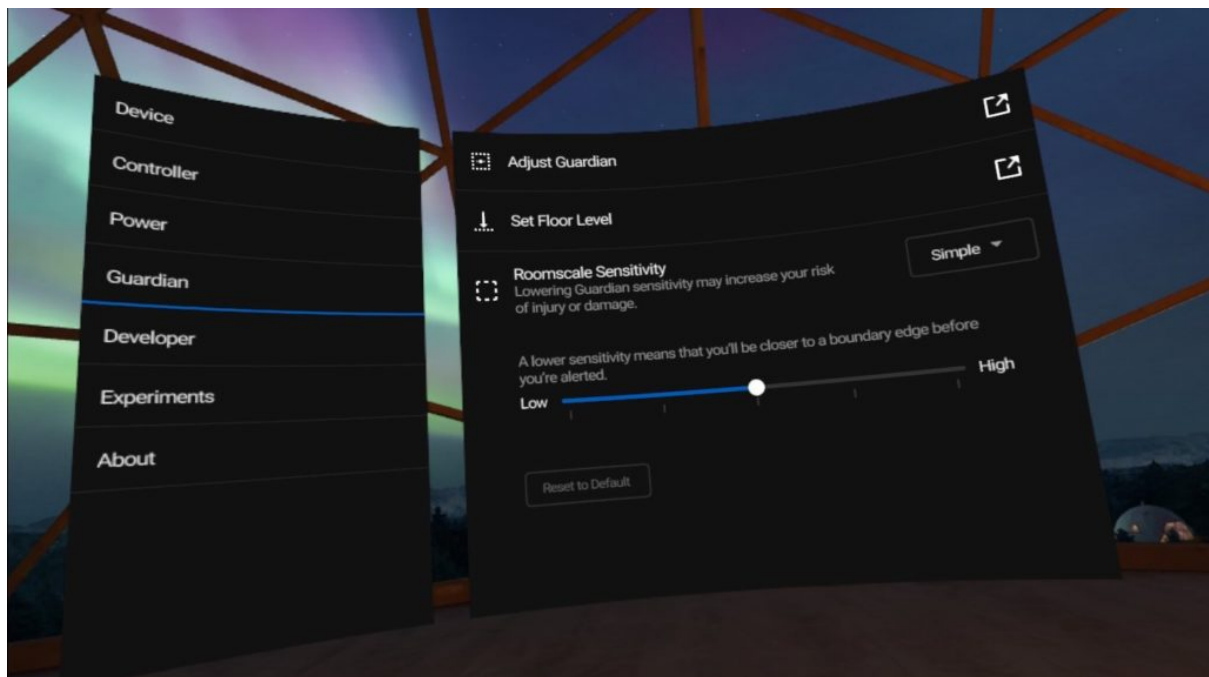 Device
Controller
Power
Guardian
Developer
Experiments
About
Adjust Guardian
Set Floor Level
Roomscale Sensitivity
Lowering Guardian sensitivity may increase your risk
of injury or damage.
Simple
A lower sensitivity means that you'll be closer to a boundary edge before
you're alerted.
Low
High
Reset to Default